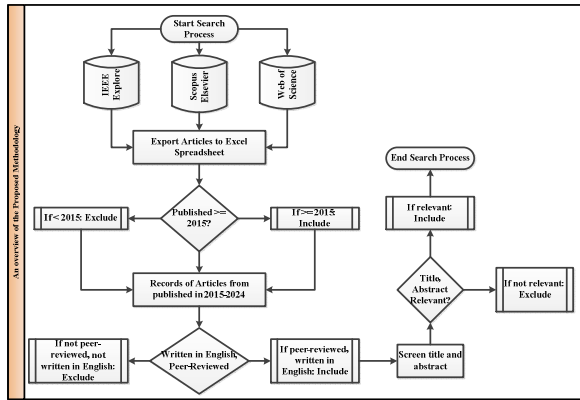 An overview of the Proposed Methodology
Start Search
Process
IEEE
Explore
Scopus
Elsevier
Web of
Science
Export Articles to Excel
Spreadsheet
Published >=
2015?
If < 2015: Exclude
If >=2015:
Include
Records of Articles from
published in 2015-2024
Written in English,
Peer-Reviewed
If not peer-
reviewed, not
written in English:
Exclude
If peer-reviewed,
written in
English; Include
Screen title and
abstract
Title,
Abstract
Relevant?
If not relevant:
Exclude
If relevant:
Include
End Search Process